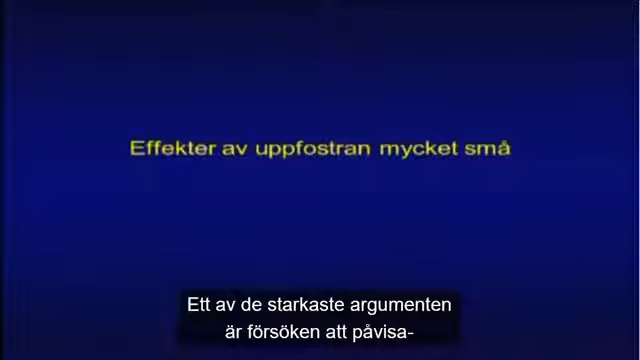 Effekter av uppfostran mycket små
Ett av de starkaste argumenten
är försöken att påvisa-